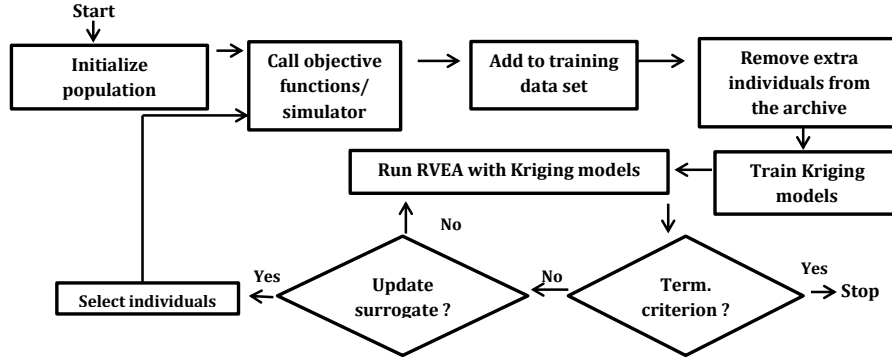 Start
Initialize
population
Call objective
functions/
simulator
Add to training
data set
Remove extra
individuals from
the archive
Run RVEA with Kriging models
Train Kriging
models
No
Yes
Select individuals
Update
surrogate ?
No
Term.
criterion ?
Yes
Stop